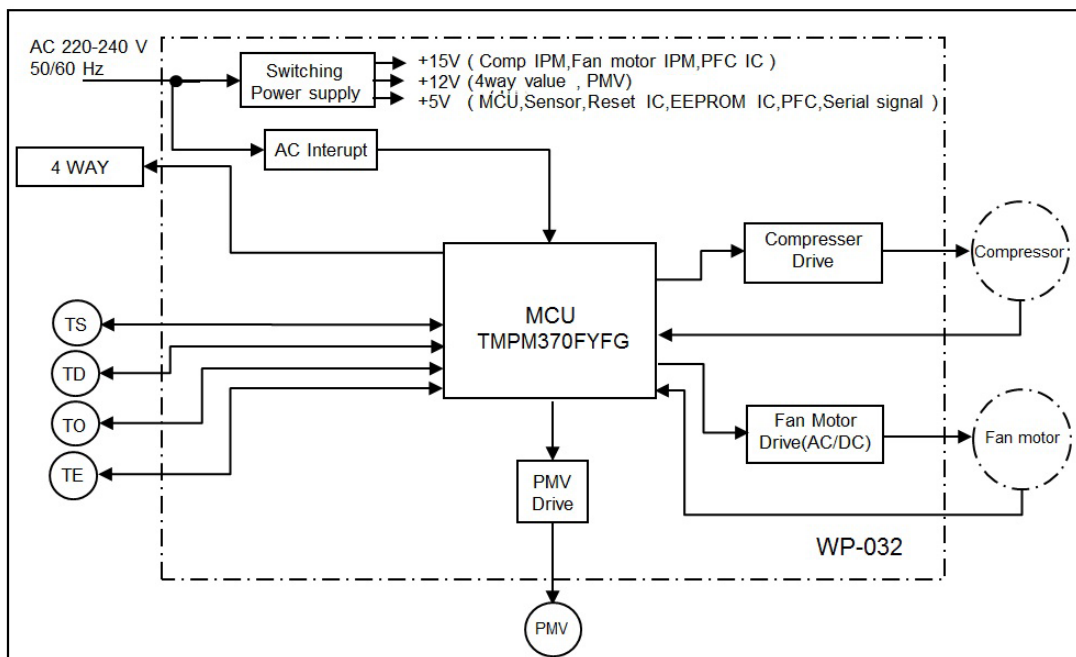 AC 220-240 V
50/60 Hz
Switching
Power supply
+15V ( Comp IPM,Fan motor IPM,PFC IC )
+12V (4way value , PMV)
+5V ( MCU,Sensor,Reset IC,EEPROM IC,PFC,Serial signal )
AC Interupt
4 WAY
Compresser
Drive
Compressor
MCU
TMPM370FYFG
TS
TD
TO
TE
Fan Motor
Drive(AC/DC)
Fan motor
PMV
Drive
WP-032
PMV